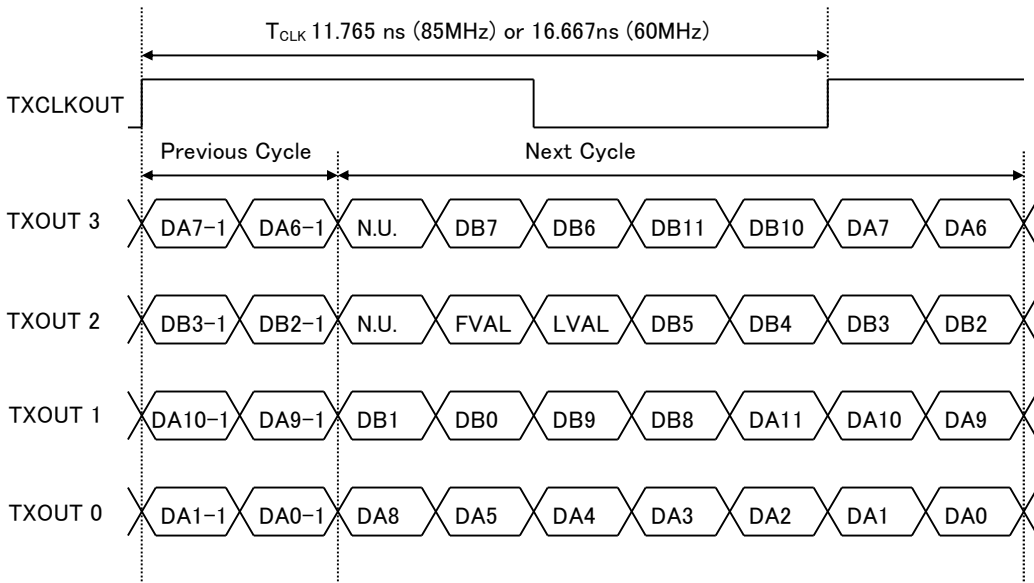 T_CLK 11.765 ns (85MHz) or 16.667ns (60MHz)
TXCLKOUT
Previous Cycle Next Cycle
TXOUT 3 DA7-1 DA6-1 N.U. DB7 DB6 DB11 DB10 DA7 DA6
TXOUT 2 DB3-1 DB2-1 N.U. FVAL LVAL DB5 DB4 DB3 DB2
TXOUT 1 DA10-1 DA9-1 DB1 DB0 DB9 DB8 DA11 DA10 DA9
TXOUT 0 DA1-1 DA0-1 DA8 DA5 DA4 DA3 DA2 DA1 DA0